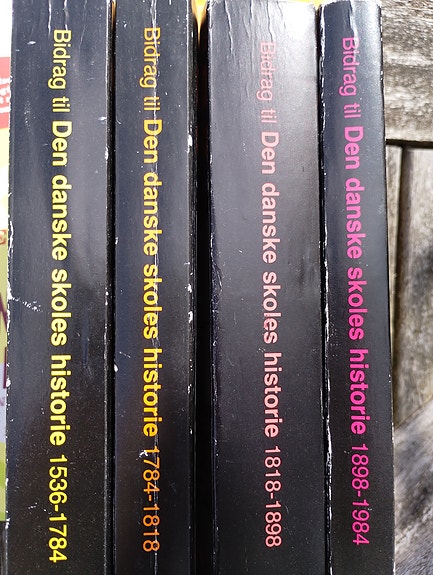 Bidrag til Den danske skoles historie 1536-1784
Bidrag til Den danske skoles historie 1784-1818
Bidrag til Den danske skoles historie 1818-1898
Bidrag til Den danske skoles historie 1898-1984